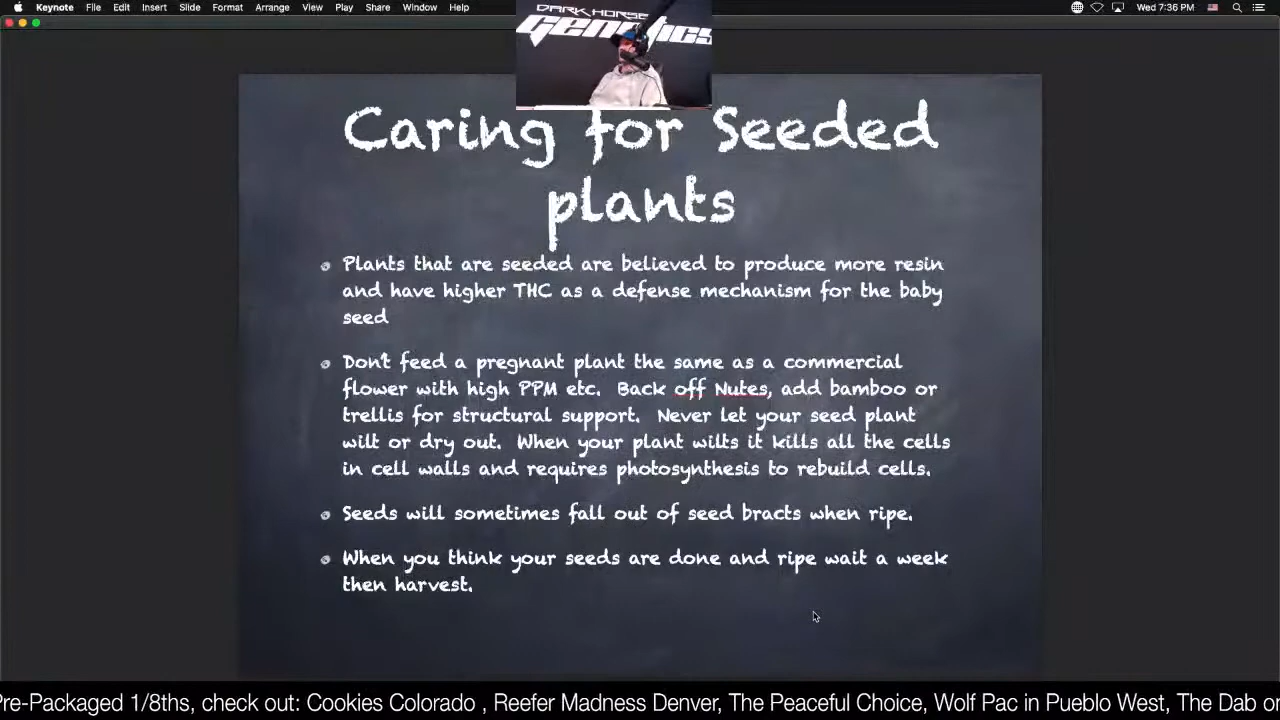 Keynote File Edit Insert Slide Format Arrange View Play Share Window Help Wed 7:36 PM
DARK HORSE
Genetics
Caring for Seeded
plants
Plants that are seeded are believed to produce more resin
and have higher THC as a defense mechanism for the baby
seed
Don't feed a pregnant plant the same as a commercial
flower with high PPM etc. Back off Nutes, add bamboo or
trellis for structural support. Never let your seed plant
wilt or dry out. When your plant wilts it kills all the cells
in cell walls and requires photosynthesis to rebuild cells.
Seeds will sometimes fall out of seed bracts when ripe.
When you think your seeds are done and ripe wait a week
then harvest.
Pre-Packaged 1/8ths, check out: Cookies Colorado , Reefer Madness Denver, The Peaceful Choice, Wolf Pac in Pueblo West, The Dab